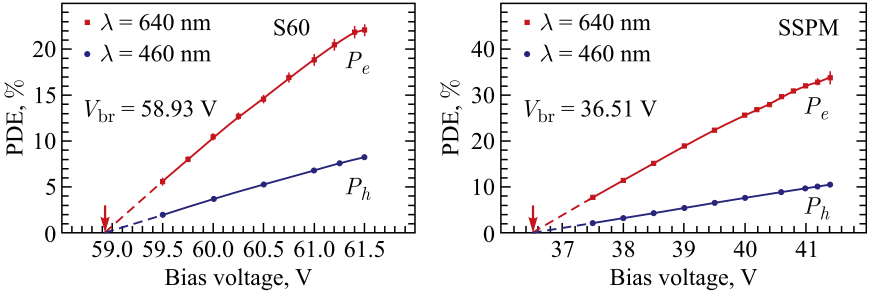 λ = 640 nm
λ = 460 nm
S60
V_br = 58.93 V
P_e
P_h
PDE, %
20
15
10
5
0
59.0 59.5 60.0 60.5 61.0 61.5
Bias voltage, V
λ = 640 nm
λ = 460 nm
SSPM
V_br = 36.51 V
P_e
P_h
PDE, %
40
30
20
10
0
37 38 39 40 41
Bias voltage, V